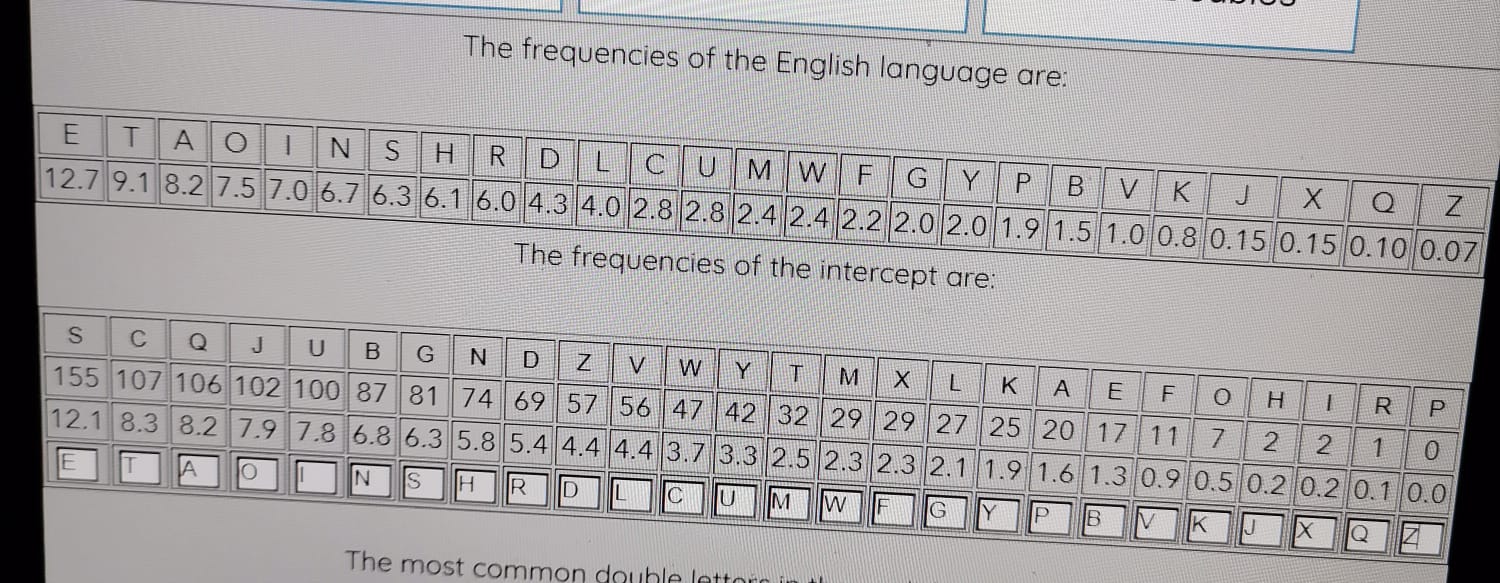 The frequencies of the English language are:
E T A O I N S H R D L C U M W F G Y P B V K J X Q Z
12.7 9.1 8.2 7.5 7.0 6.7 6.3 6.1 6.0 4.3 4.0 2.8 2.8 2.4 2.4 2.2 2.0 2.0 1.9 1.5 1.0 0.8 0.15 0.15 0.10 0.07
The frequencies of the intercept are:
S C Q J U B G N D Z V W Y T M X L K A E F O H I R P
155 107 106 102 100 87 81 74 69 57 56 47 42 32 29 29 27 25 20 17 11 7 2 2 1 0
12.1 8.3 8.2 7.9 7.8 6.8 6.3 5.8 5.4 4.4 4.4 3.7 3.3 2.5 2.3 2.3 2.1 1.9 1.6 1.3 0.9 0.5 0.2 0.2 0.1 0.0
E T A O I N S H R D L C U M W F G Y P B V K J X Q Z
The most common double letters in